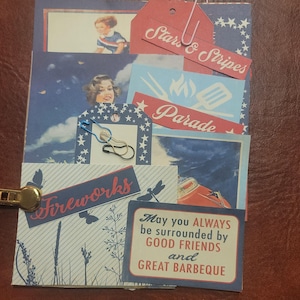 Stars & Stripes
Parade
Fireworks
May you ALWAYS
be surrounded by
GOOD FRIENDS
and
GREAT BARBEQUE